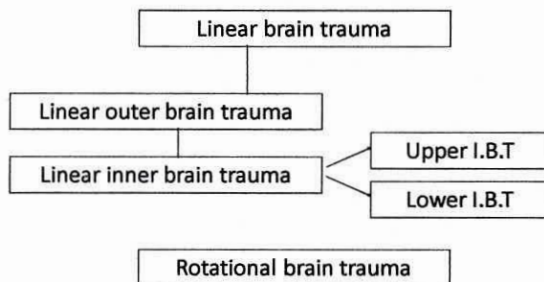 Linear brain trauma
Linear outer brain trauma
Linear inner brain trauma
Upper I.B.T
Lower I.B.T
Rotational brain trauma